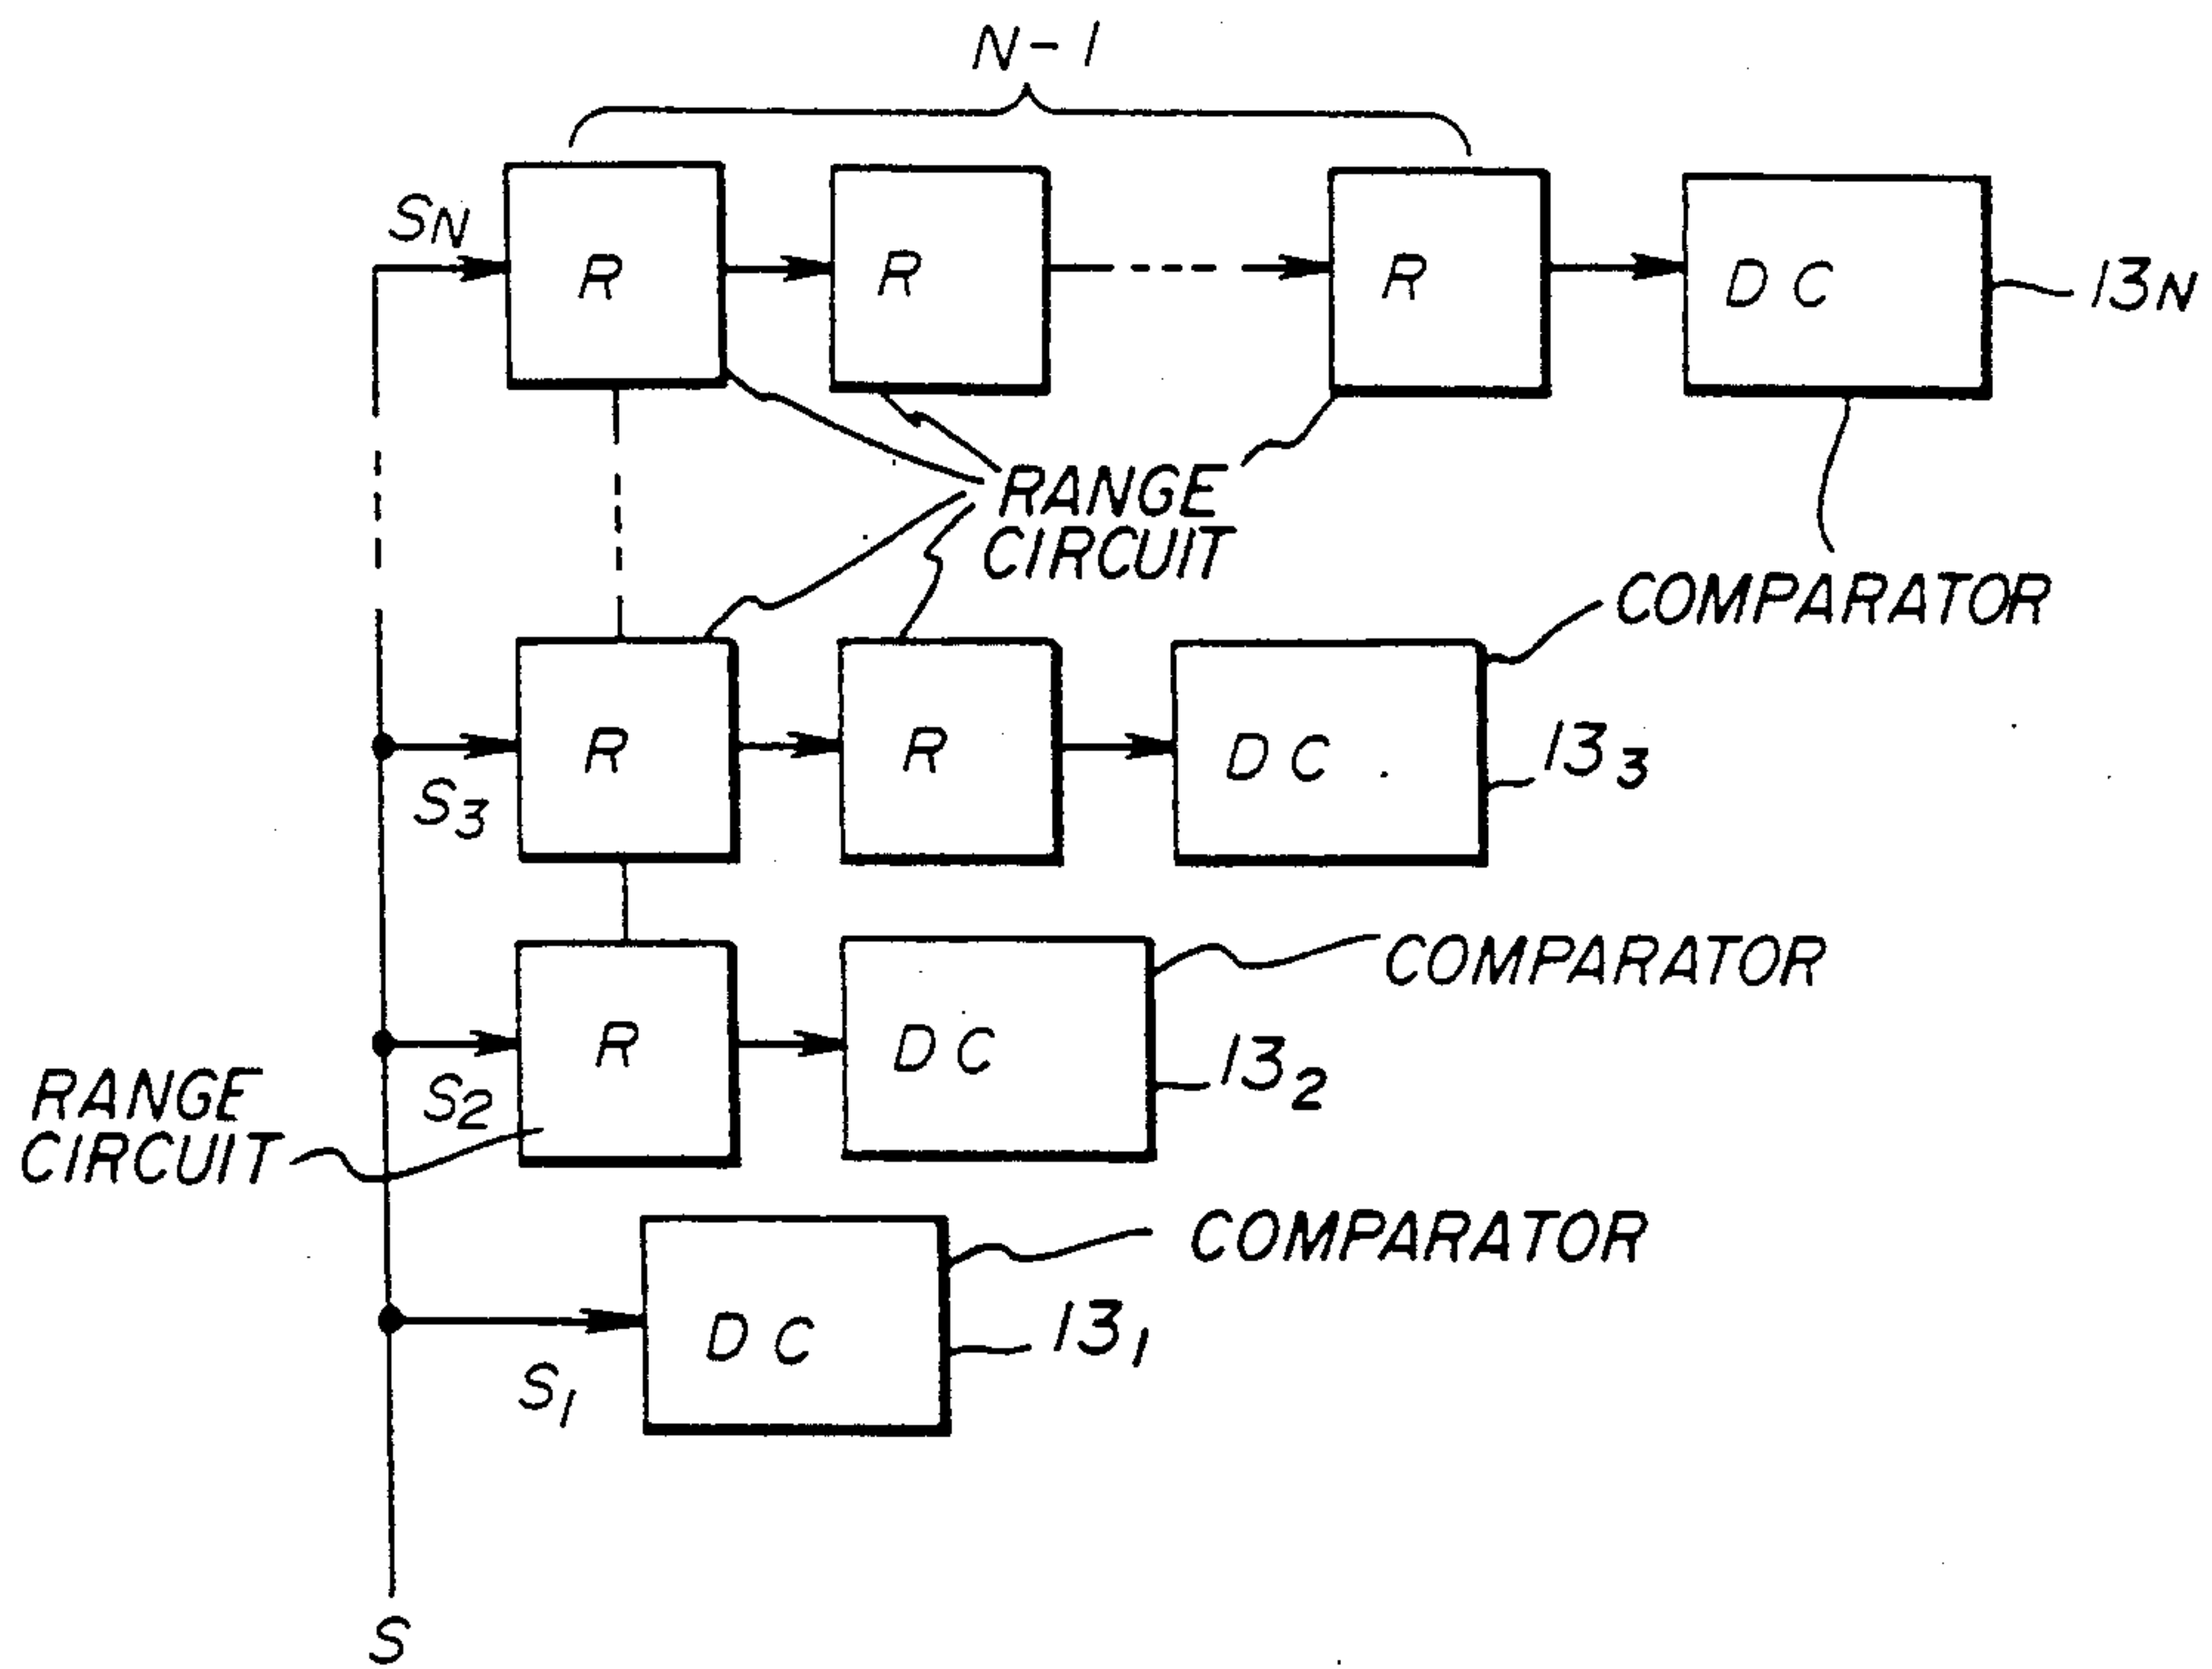 N-1
SN
R
R
R
DC
13N
RANGE
CIRCUIT
COMPARATOR
S3
R
R
DC
133
COMPARATOR
RANGE
CIRCUIT
S2
R
DC
132
COMPARATOR
S1
DC
131
S